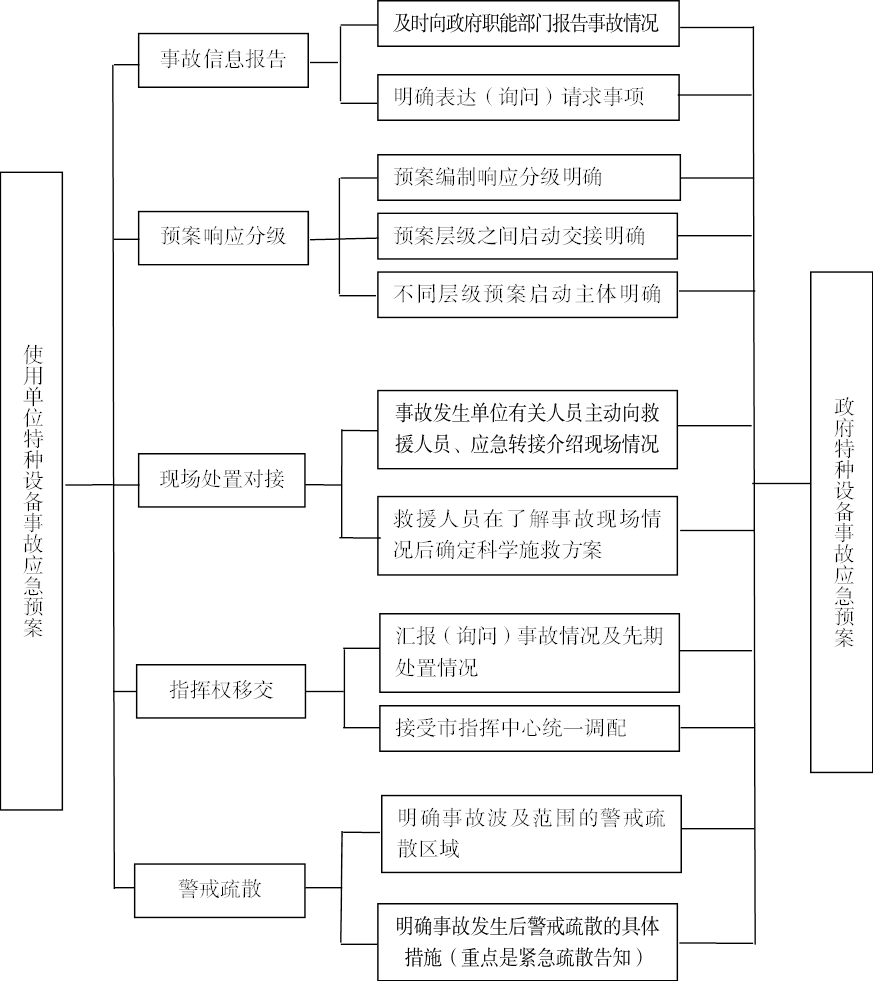 使用单位特种设备事故应急预案
事故信息报告
及时向政府职能部门报告事故情况
明确表达（询问）请求事项
预案响应分级
预案编制响应分级明确
预案层级之间启动交接明确
不同层级预案启动主体明确
现场处置对接
事故发生单位有关人员主动向救
援人员、应急转接介绍现场情况
救援人员在了解事故现场情
况后确定科学施救方案
指挥权移交
汇报（询问）事故情况及先期
处置情况
接受市指挥中心统一调配
警戒疏散
明确事故波及范围的警戒疏
散区域
明确事故发生后警戒疏散的具体
措施（重点是紧急疏散告知）
政府特种设备事故应急预案